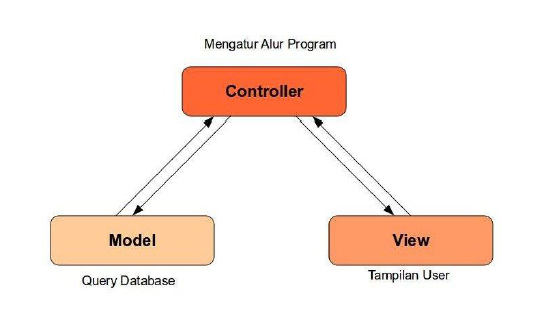 Mengatur Alur Program
Controller
Model
View
Query Database
Tampilan User